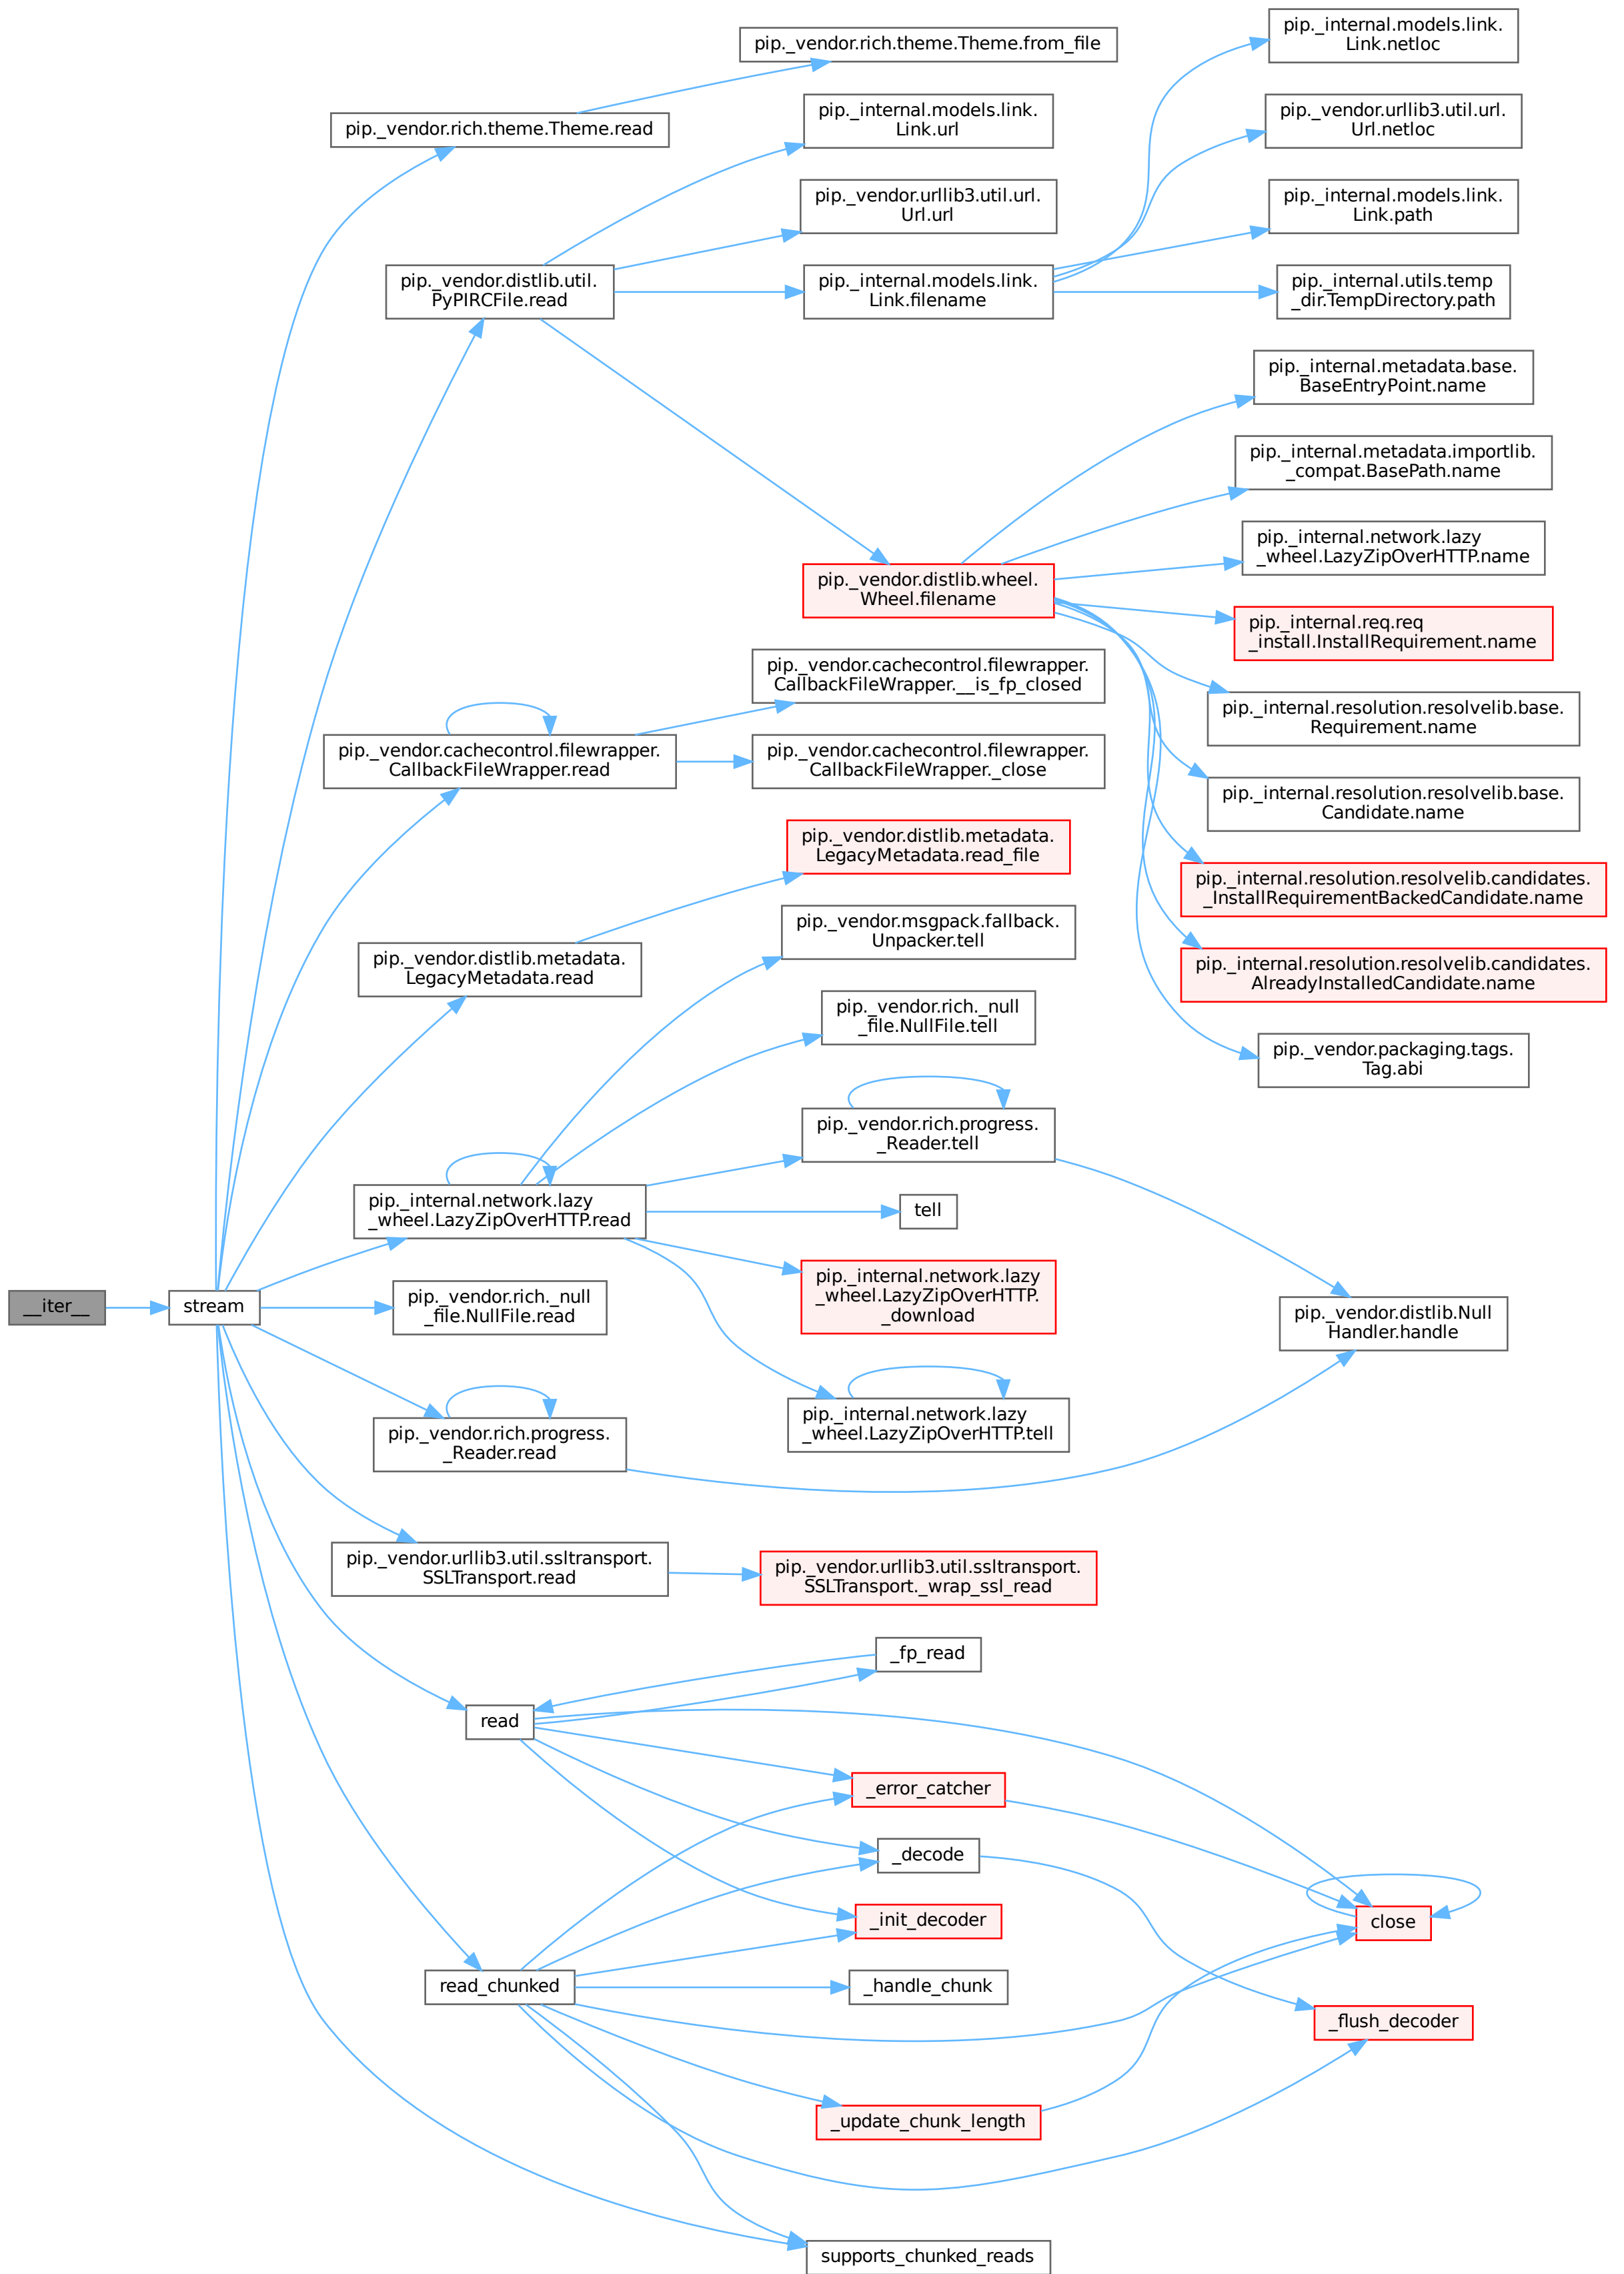 pip._vendor.rich.theme.Theme.from_file
pip._vendor.rich.theme.Theme.read
pip._internal.models.link.
Link.netloc
pip._internal.models.link.
Link.url
pip._vendor.urllib3.util.url.
Url.netloc
pip._vendor.urllib3.util.url.
Url.url
pip._internal.models.link.
Link.path
pip._vendor.distlib.util.
PyPIRCFile.read
pip._internal.models.link.
Link.filename
pip._internal.utils.temp
_dir.TempDirectory.path
pip._internal.metadata.base.
BaseEntryPoint.name
pip._internal.metadata.importlib.
_compat.BasePath.name
pip._internal.network.lazy
_wheel.LazyZipOverHTTP.name
pip._vendor.distlib.wheel.
Wheel.filename
pip._internal.req.req
_install.InstallRequirement.name
pip._vendor.cachecontrol.filewrapper.
CallbackFileWrapper.__is_fp_closed
pip._internal.resolution.resolvelib.base.
Requirement.name
pip._vendor.cachecontrol.filewrapper.
CallbackFileWrapper.read
pip._vendor.cachecontrol.filewrapper.
CallbackFileWrapper._close
pip._internal.resolution.resolvelib.base.
Candidate.name
pip._vendor.distlib.metadata.
LegacyMetadata.read_file
pip._internal.resolution.resolvelib.candidates.
_InstallRequirementBackedCandidate.name
pip._vendor.msgpack.fallback.
Unpacker.tell
pip._vendor.distlib.metadata.
LegacyMetadata.read
pip._internal.resolution.resolvelib.candidates.
AlreadyInstalledCandidate.name
pip._vendor.rich._null
_file.NullFile.tell
pip._vendor.packaging.tags.
Tag.abi
pip._vendor.rich.progress.
_Reader.tell
pip._internal.network.lazy
_wheel.LazyZipOverHTTP.read
tell
pip._internal.network.lazy
_wheel.LazyZipOverHTTP.
_download
__iter__
stream
pip._vendor.rich._null
_file.NullFile.read
pip._vendor.distlib.Null
Handler.handle
pip._internal.network.lazy
_wheel.LazyZipOverHTTP.tell
pip._vendor.rich.progress.
_Reader.read
pip._vendor.urllib3.util.ssltransport.
SSLTransport.read
pip._vendor.urllib3.util.ssltransport.
SSLTransport._wrap_ssl_read
_fp_read
read
_error_catcher
_decode
_init_decoder
close
read_chunked
_handle_chunk
_flush_decoder
_update_chunk_length
supports_chunked_reads